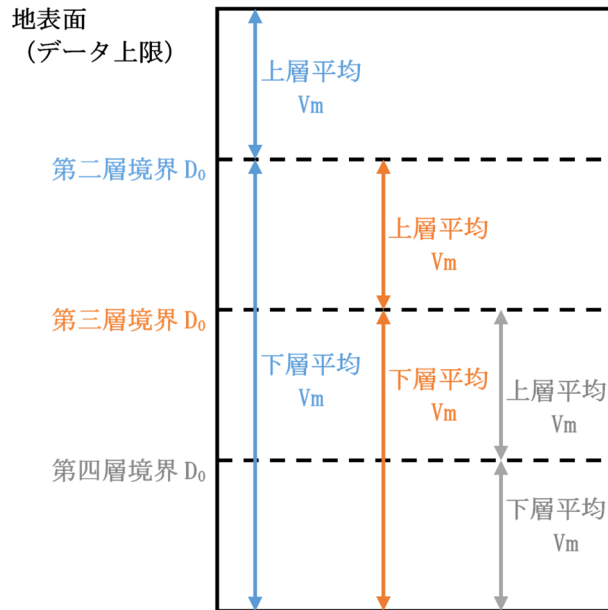 地表面
（データ上限）
上層平均
Vm
第二層境界 D₀
上層平均
Vm
第三層境界 D₀
下層平均
Vm
下層平均
Vm
上層平均
Vm
第四層境界 D₀
下層平均
Vm